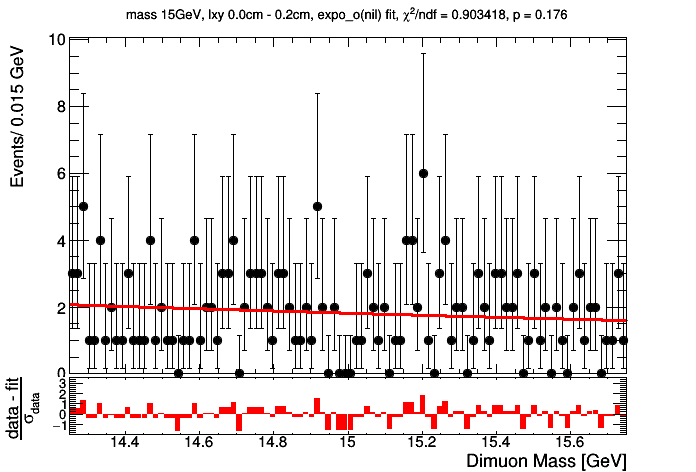 mass 15GeV, lxy 0.0cm - 0.2cm, expo_o(nil) fit, χ²/ndf = 0.903418, p = 0.176
Events/ 0.015 GeV
10
8
6
4
2
0
data - fit
σdata
3
2
1
0
−1
14.4 14.6 14.8 15 15.2 15.4 15.6
Dimuon Mass [GeV]